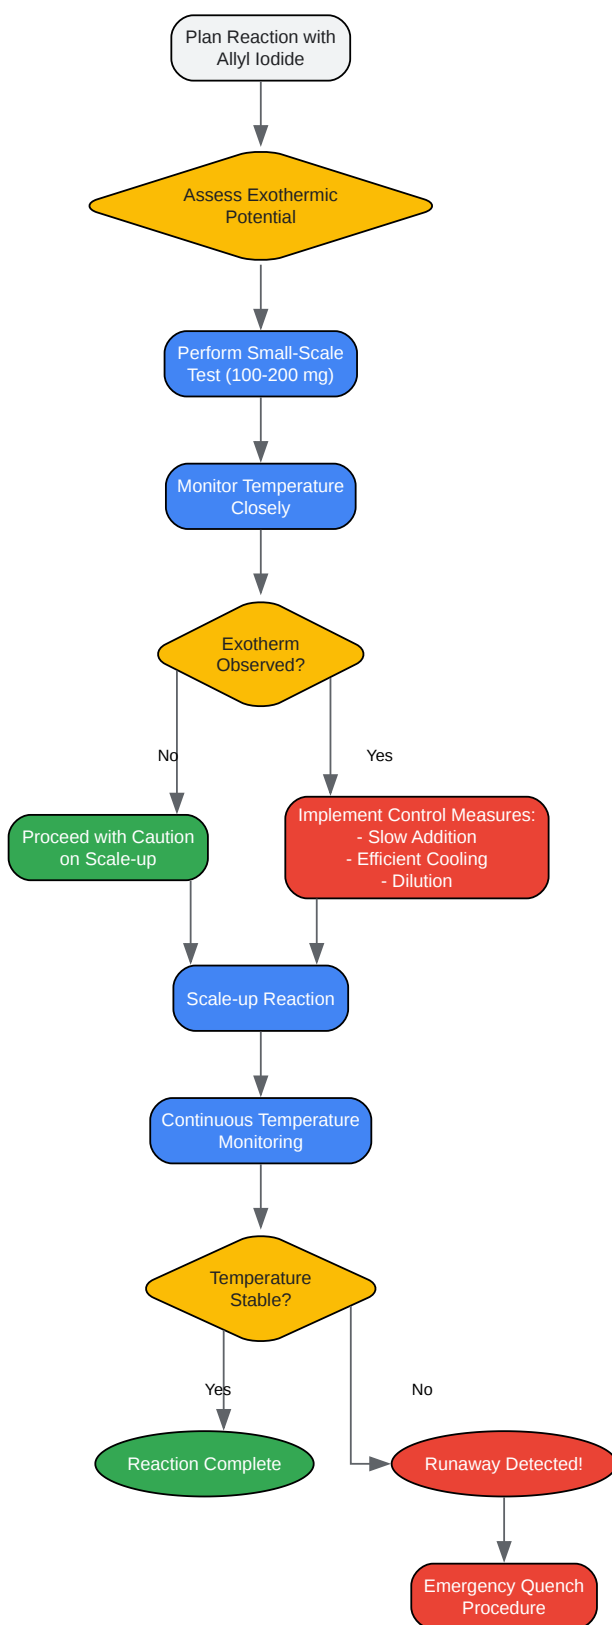 Plan Reaction with
Allyl Iodide
Assess Exothermic
Potential
Perform Small-Scale
Test (100-200 mg)
Monitor Temperature
Closely
Exotherm
Observed?
No
Yes
Proceed with Caution
on Scale-up
Implement Control Measures:
- Slow Addition
- Efficient Cooling
- Dilution
Scale-up Reaction
Continuous Temperature
Monitoring
Temperature
Stable?
Yes
No
Reaction Complete
Runaway Detected!
Emergency Quench
Procedure